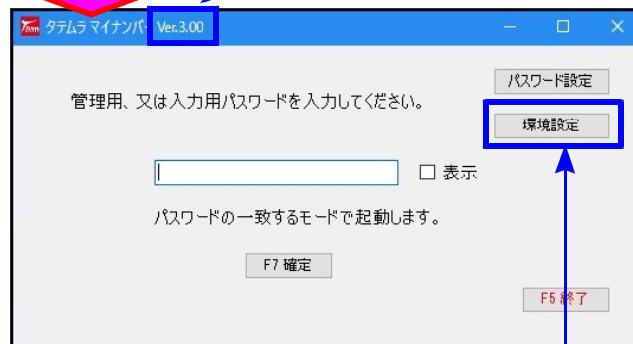 Team タテムラ マイナンバー Ver.3.00
パスワード設定
管理用、又は入力用パスワードを入力してください。
環境設定
表示
パスワードの一致するモードで起動します。
F7 確定
F5 終了